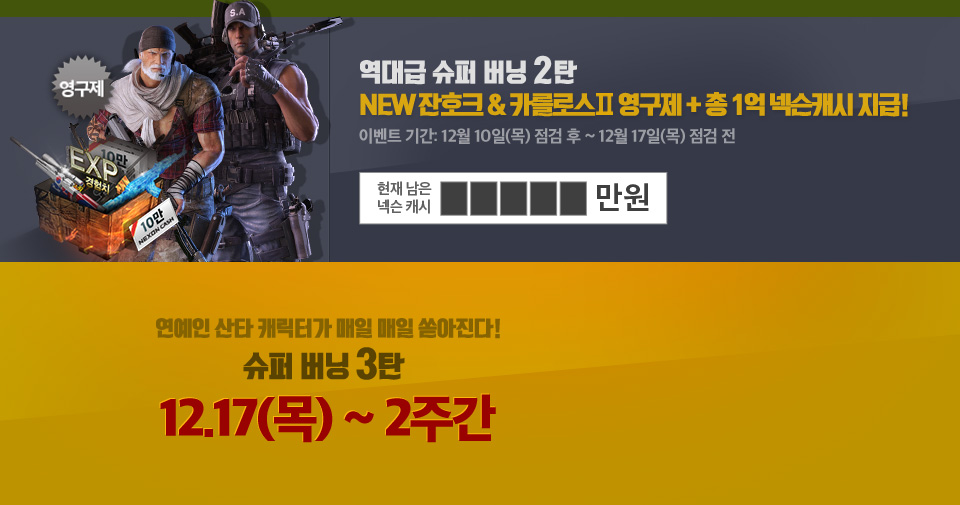 S.A
영구제
10만
EXP
경험치
10만
NEXON CASH
역대급 슈퍼 버닝 2탄
NEW 잔호크 & 카를로스Ⅱ 영구제 + 총 1억 넥슨캐시 지급!
이벤트 기간: 12월 10일(목) 점검 후 ~ 12월 17일(목) 점검 전
현재 남은
넥슨 캐시
만원
연예인 산타 캐릭터가 매일 매일 쏟아진다!
슈퍼 버닝 3탄
12.17(목) ~ 2주간